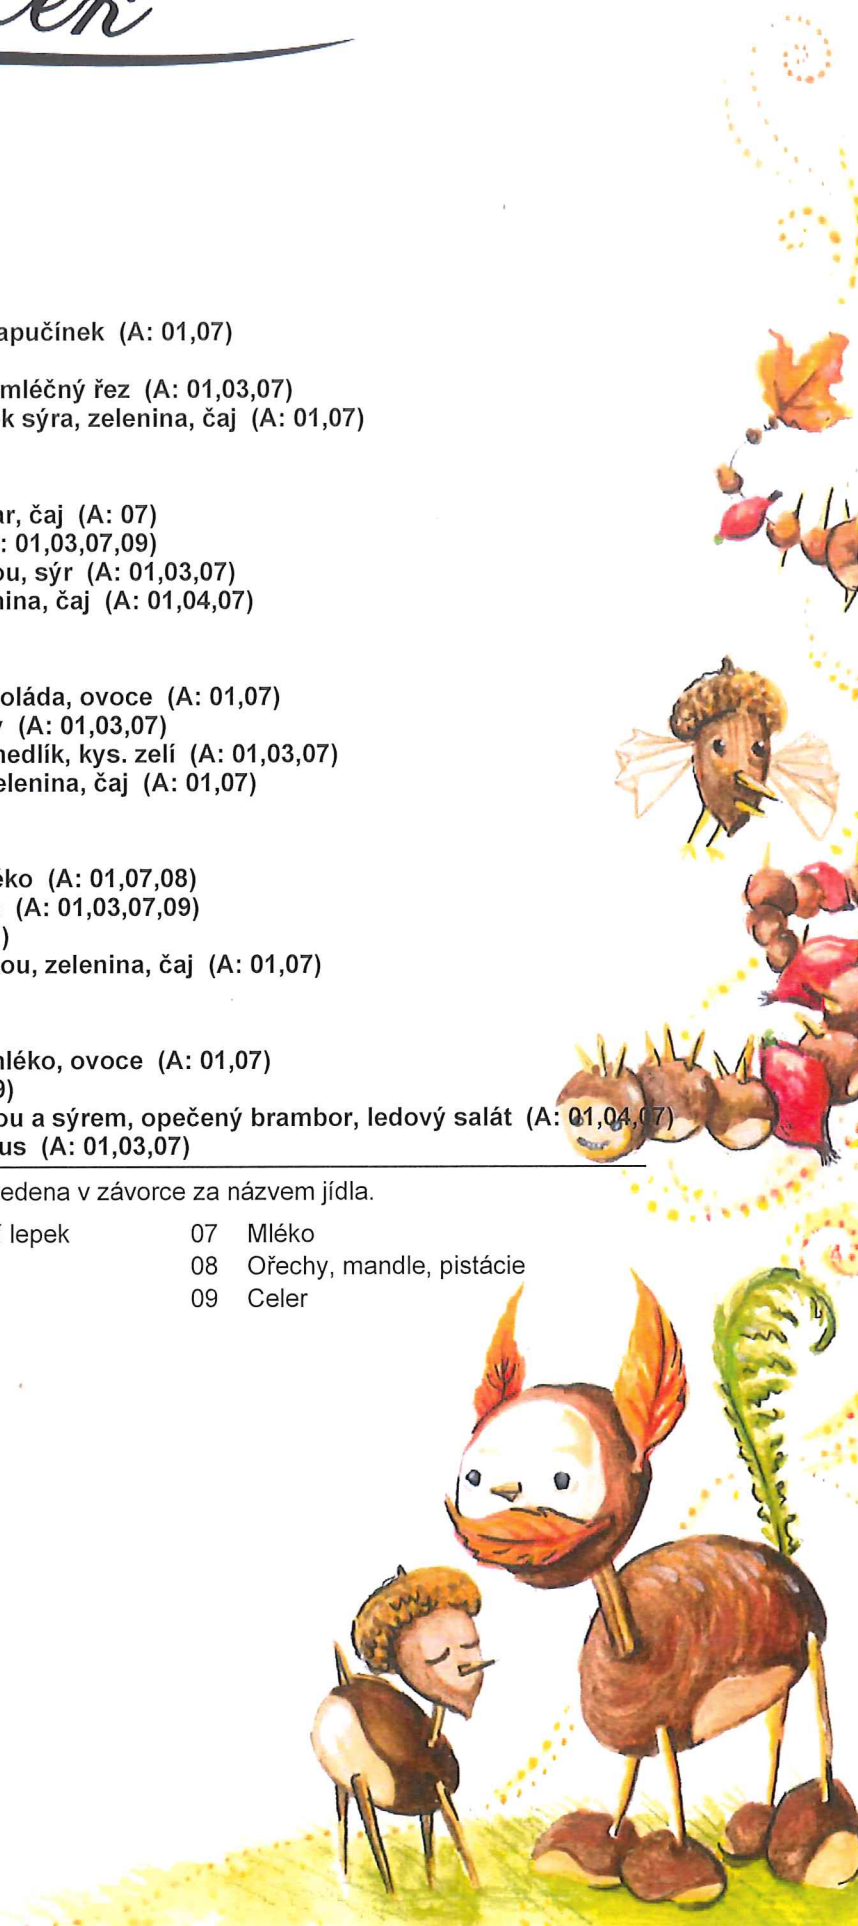 apučínek (A: 01,07)
mléčný řez (A: 01,03,07)
k sýra, zelenina, čaj (A: 01,07)
ar, čaj (A: 07)
: 01,03,07,09)
ou, sýr (A: 01,03,07)
nina, čaj (A: 01,04,07)
oláda, ovoce (A: 01,07)
(A: 01,03,07)
nedlík, kys. zelí (A: 01,03,07)
elenina, čaj (A: 01,07)
éko (A: 01,07,08)
(A: 01,03,07,09)
)
ou, zelenina, čaj (A: 01,07)
mléko, ovoce (A: 01,07)
9)
ou a sýrem, opečený brambor, ledový salát (A: 01,04,07)
us (A: 01,03,07)
edena v závorce za názvem jídla.
í lepek
07 Mléko
08 Ořechy, mandle, pistácie
09 Celer